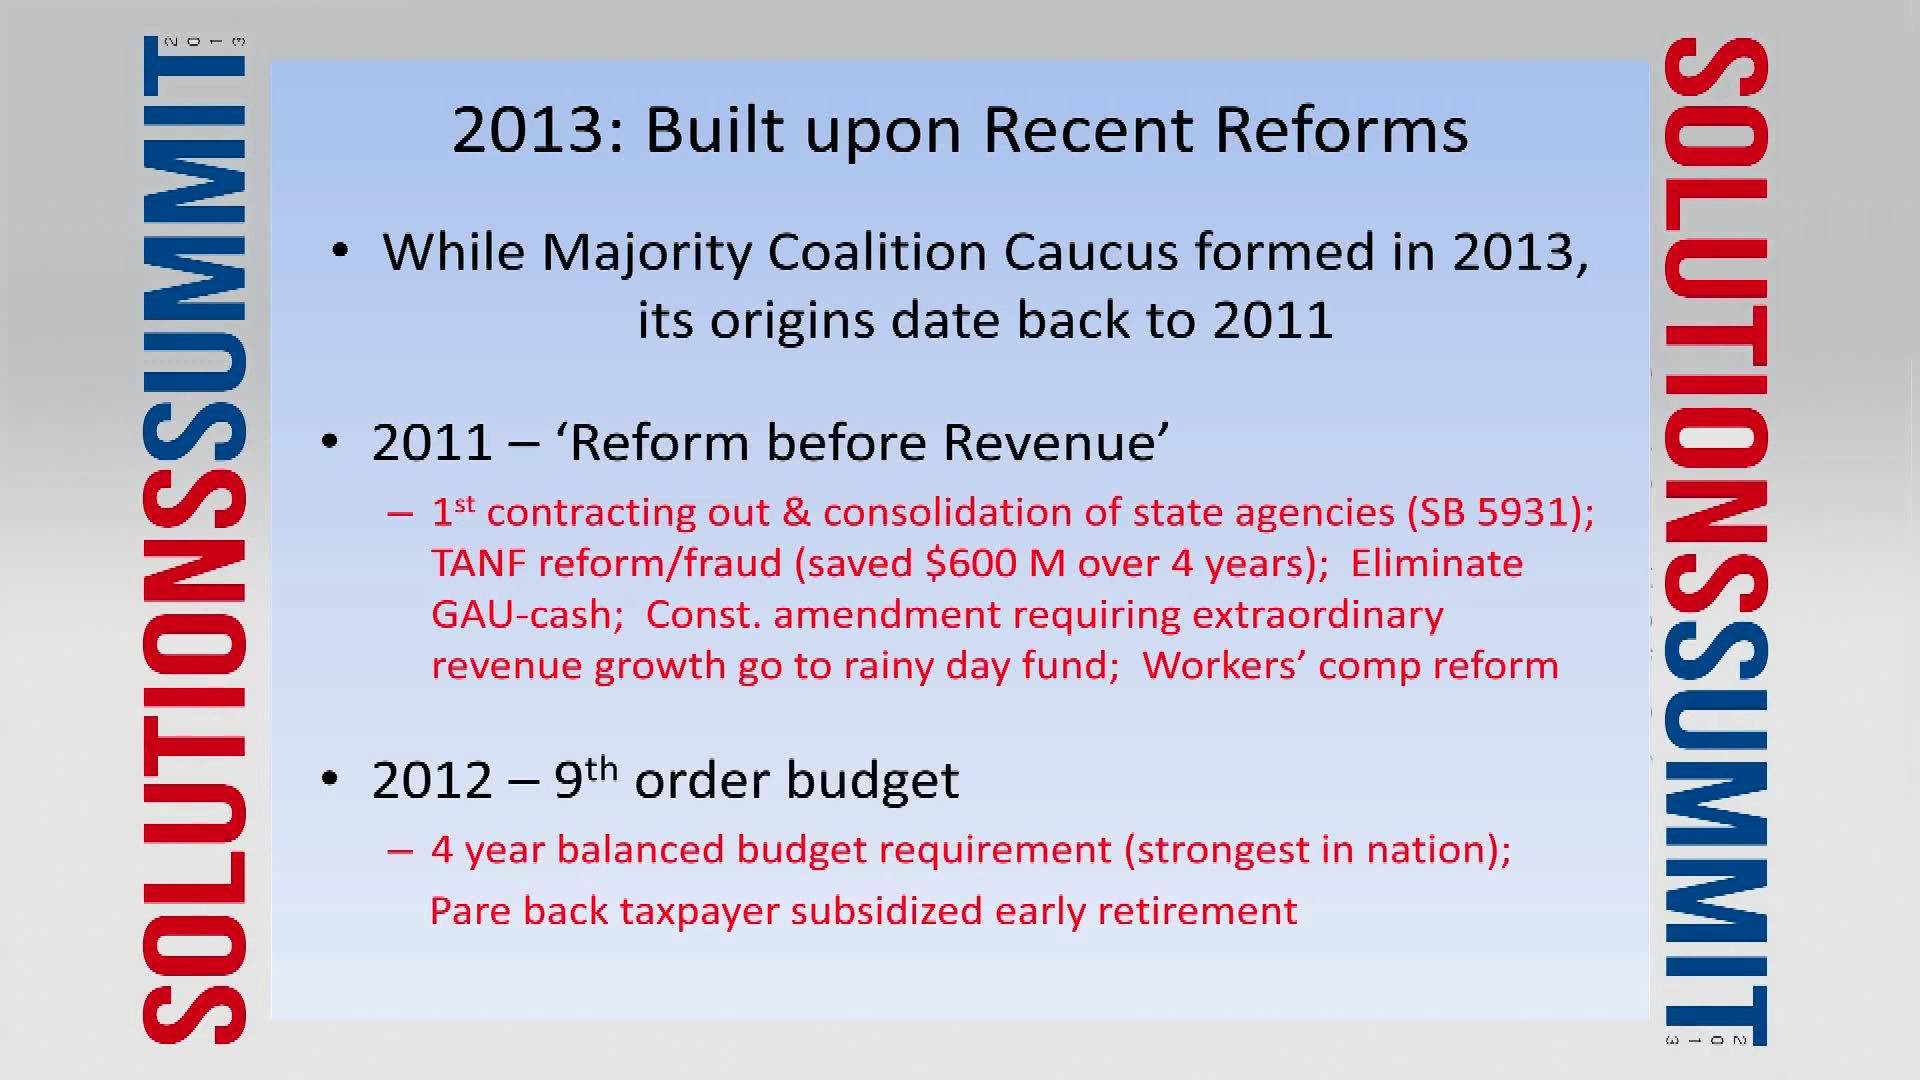 SOLUTIONSSUMMIT
2013
2013: Built upon Recent Reforms
• While Majority Coalition Caucus formed in 2013,
its origins date back to 2011
• 2011 – ‘Reform before Revenue’
– 1st contracting out & consolidation of state agencies (SB 5931);
TANF reform/fraud (saved $600 M over 4 years); Eliminate
GAU-cash; Const. amendment requiring extraordinary
revenue growth go to rainy day fund; Workers’ comp reform
• 2012 – 9th order budget
– 4 year balanced budget requirement (strongest in nation);
Pare back taxpayer subsidized early retirement
SOLUTIONSSUMMIT
2013